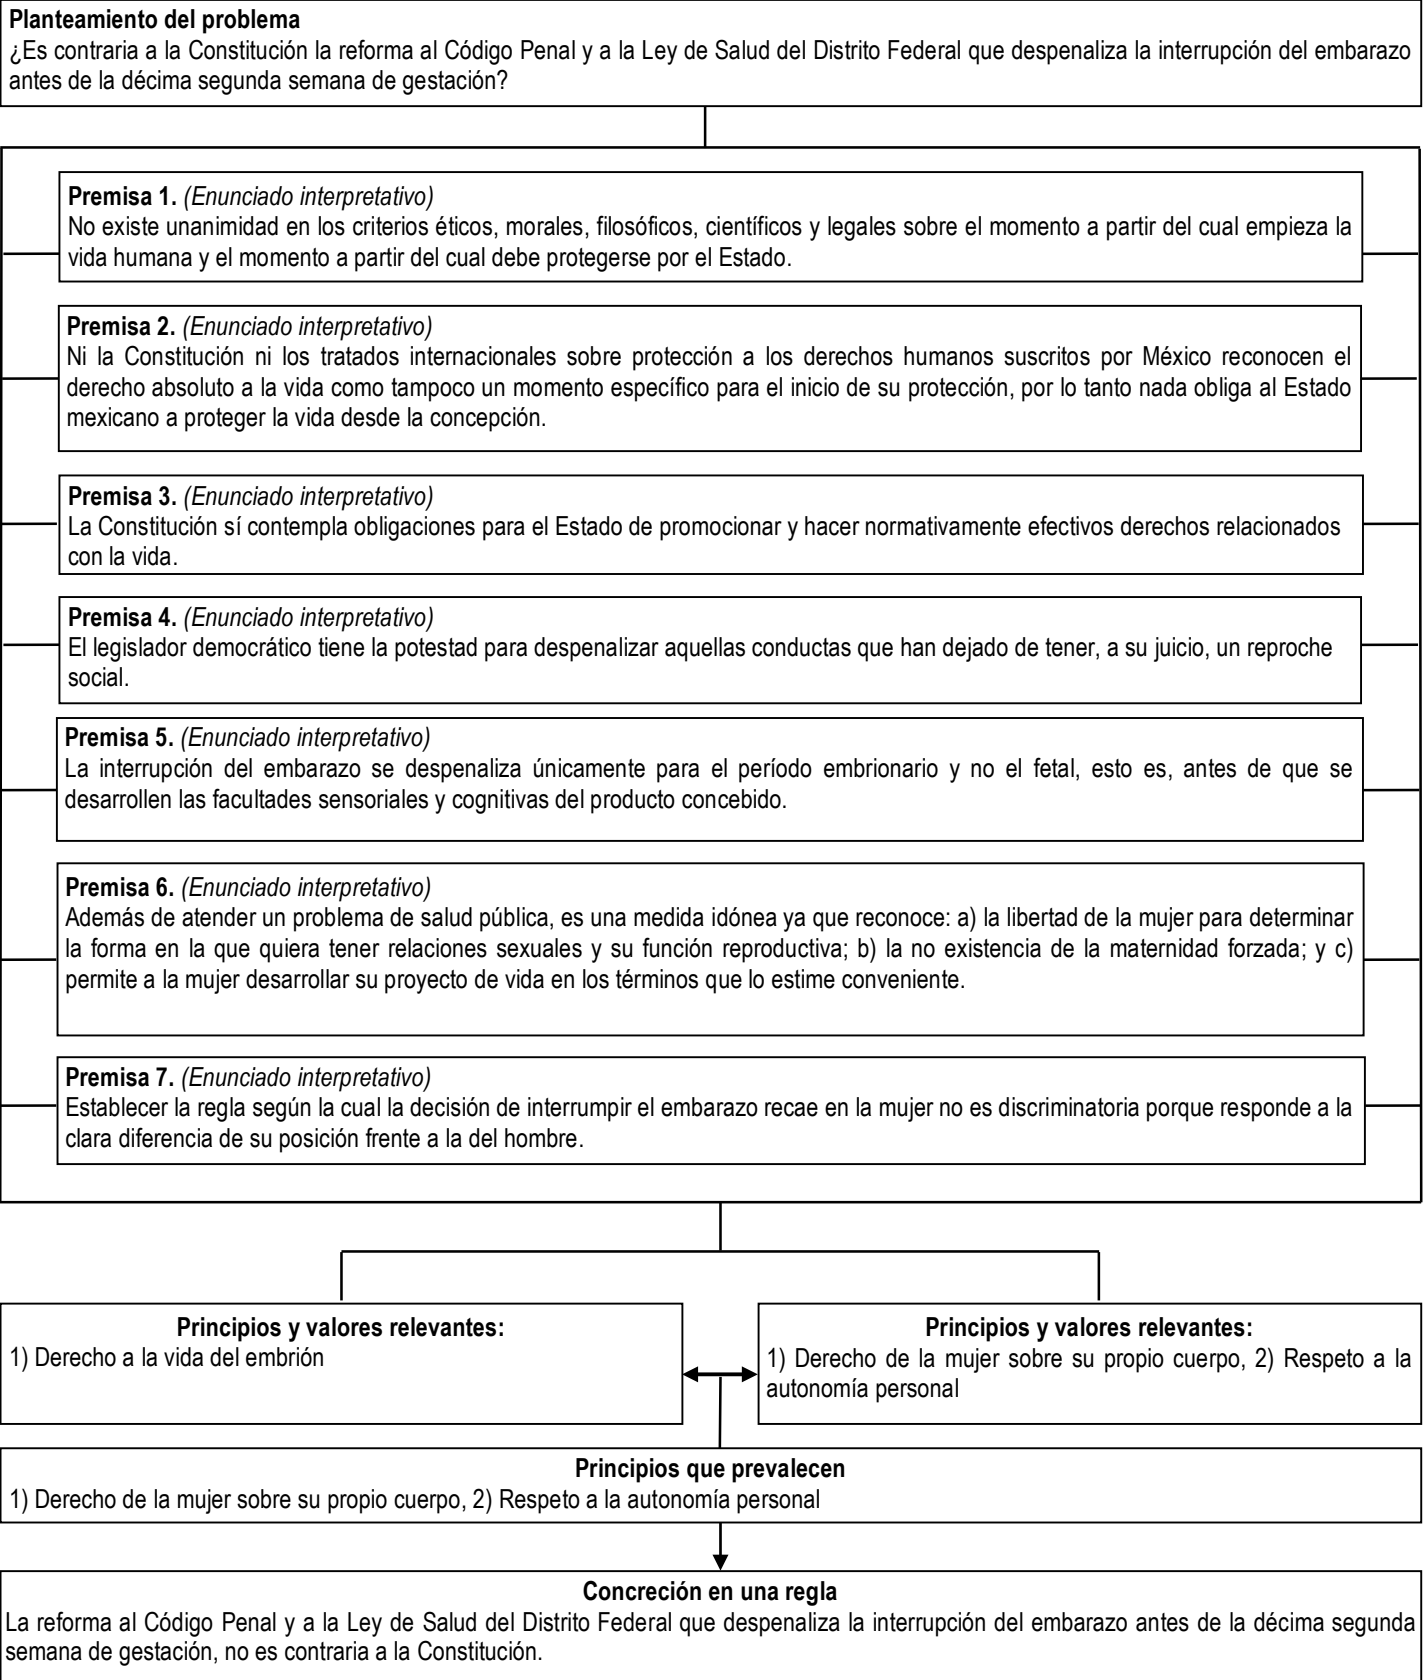 Planteamiento del problema
¿Es contraria a la Constitución la reforma al Código Penal y a la Ley de Salud del Distrito Federal que despenaliza la interrupción del embarazo
antes de la décima segunda semana de gestación?
Premisa 1. (Enunciado interpretativo)
No existe unanimidad en los criterios éticos, morales, filosóficos, científicos y legales sobre el momento a partir del cual empieza la
vida humana y el momento a partir del cual debe protegerse por el Estado.
Premisa 2. (Enunciado interpretativo)
Ni la Constitución ni los tratados internacionales sobre protección a los derechos humanos suscritos por México reconocen el
derecho absoluto a la vida como tampoco un momento específico para el inicio de su protección, por lo tanto nada obliga al Estado
mexicano a proteger la vida desde la concepción.
Premisa 3. (Enunciado interpretativo)
La Constitución sí contempla obligaciones para el Estado de promocionar y hacer normativamente efectivos derechos relacionados
con la vida.
Premisa 4. (Enunciado interpretativo)
El legislador democrático tiene la potestad para despenalizar aquellas conductas que han dejado de tener, a su juicio, un reproche
social.
Premisa 5. (Enunciado interpretativo)
La interrupción del embarazo se despenaliza únicamente para el período embrionario y no el fetal, esto es, antes de que se
desarrollen las facultades sensoriales y cognitivas del producto concebido.
Premisa 6. (Enunciado interpretativo)
Además de atender un problema de salud pública, es una medida idónea ya que reconoce: a) la libertad de la mujer para determinar
la forma en la que quiera tener relaciones sexuales y su función reproductiva; b) la no existencia de la maternidad forzada; y c)
permite a la mujer desarrollar su proyecto de vida en los términos que lo estime conveniente.
Premisa 7. (Enunciado interpretativo)
Establecer la regla según la cual la decisión de interrumpir el embarazo recae en la mujer no es discriminatoria porque responde a la
clara diferencia de su posición frente a la del hombre.
Principios y valores relevantes:
1) Derecho a la vida del embrión
Principios y valores relevantes:
1) Derecho de la mujer sobre su propio cuerpo, 2) Respeto a la
autonomía personal
Principios que prevalecen
1) Derecho de la mujer sobre su propio cuerpo, 2) Respeto a la autonomía personal
Concreción en una regla
La reforma al Código Penal y a la Ley de Salud del Distrito Federal que despenaliza la interrupción del embarazo antes de la décima segunda
semana de gestación, no es contraria a la Constitución.